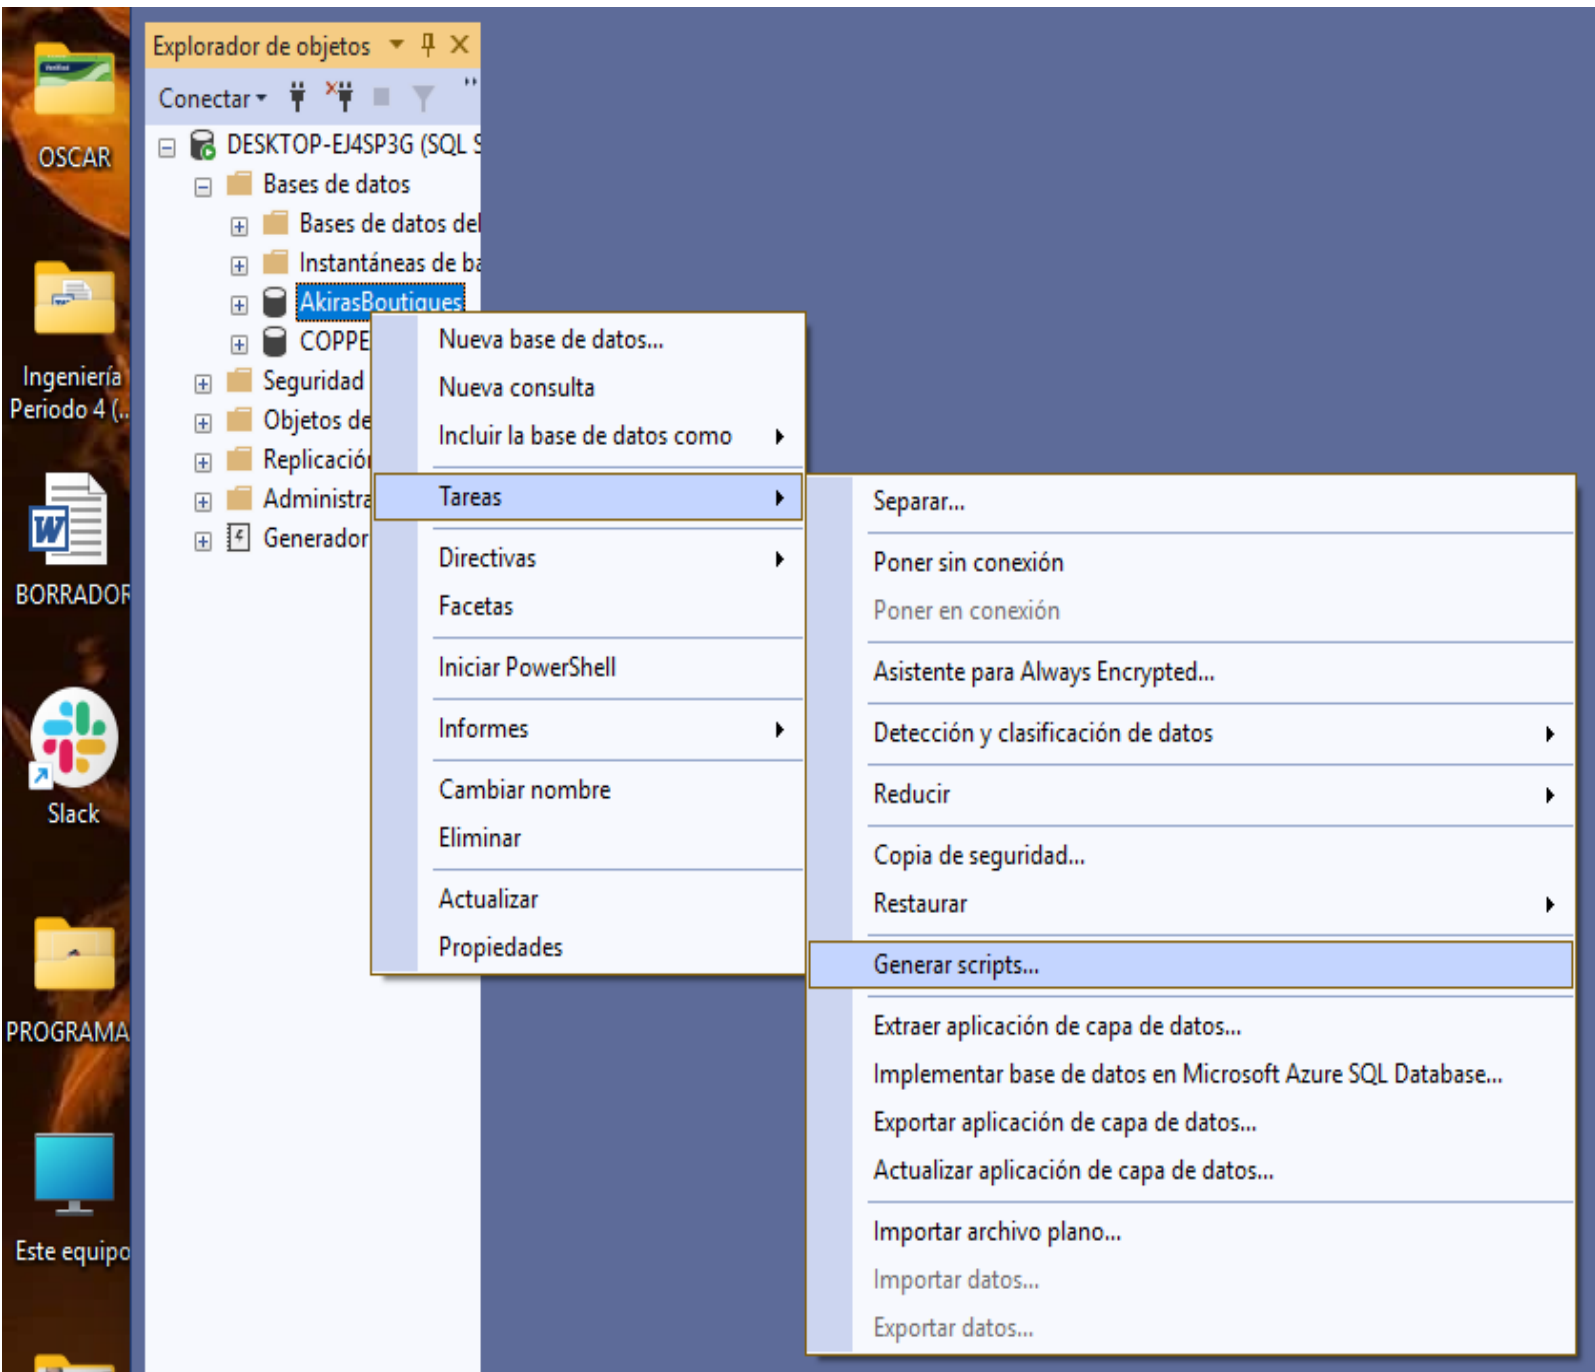 OSCAR
Ingeniería
Periodo 4 (...
BORRADOR
Slack
PROGRAMA
Este equipo
Explorador de objetos
Conectar
DESKTOP-EJ4SP3G (SQL S
Bases de datos
Bases de datos del
Instantáneas de ba
AkirasBoutiques
COPPE
Seguridad
Objetos de
Replicación
Administra
Generador
Nueva base de datos...
Nueva consulta
Incluir la base de datos como
Tareas
Directivas
Facetas
Iniciar PowerShell
Informes
Cambiar nombre
Eliminar
Actualizar
Propiedades
Separar...
Poner sin conexión
Poner en conexión
Asistente para Always Encrypted...
Detección y clasificación de datos
Reducir
Copia de seguridad...
Restaurar
Generar scripts...
Extraer aplicación de capa de datos...
Implementar base de datos en Microsoft Azure SQL Database...
Exportar aplicación de capa de datos...
Actualizar aplicación de capa de datos...
Importar archivo plano...
Importar datos...
Exportar datos...